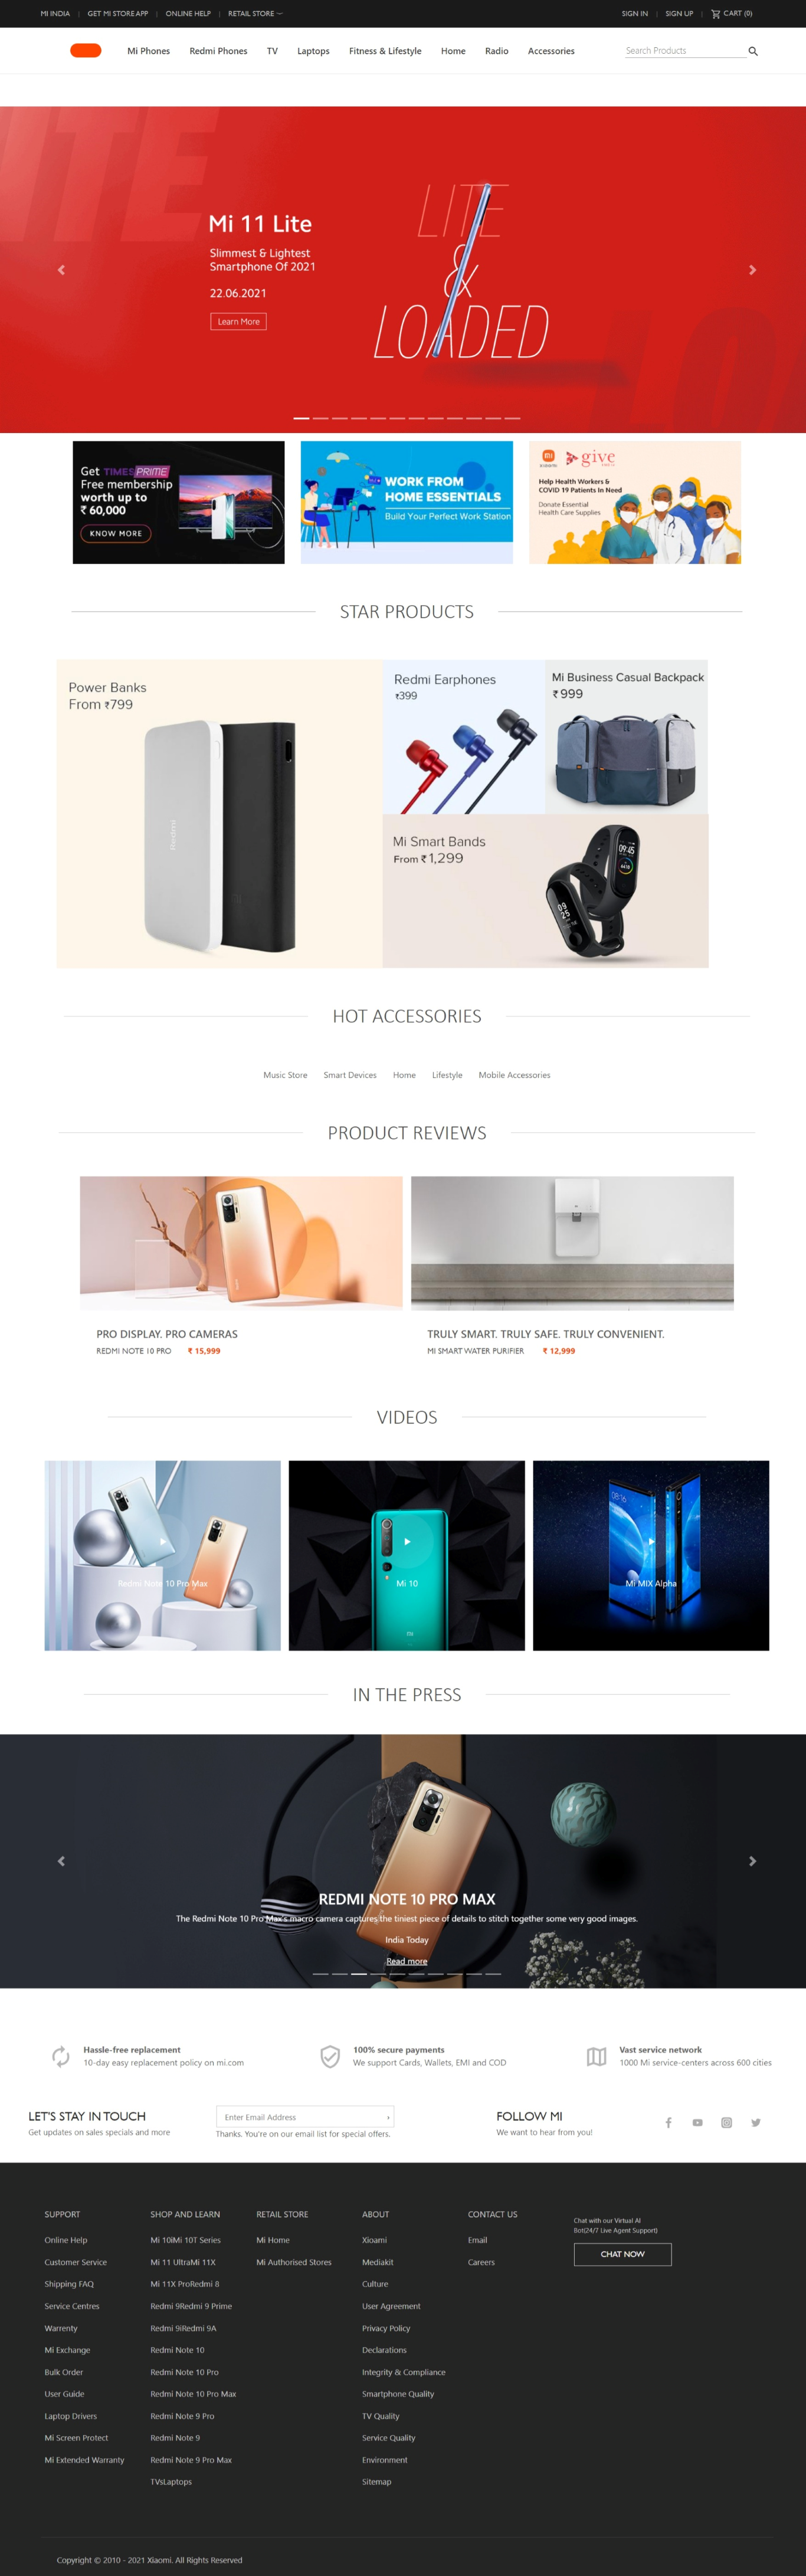 MI INDIA | GET MI STORE APP | ONLINE HELP | RETAIL STORE
SIGN IN | SIGN UP | CART (0)
Mi Phones Redmi Phones TV Laptops Fitness & Lifestyle Home Radio Accessories
Search Products
Mi 11 Lite
Slimmest & Lightest
Smartphone Of 2021
22.06.2021
Learn More
LITE
&
LOADED
Get TIMES PRIME
Free membership
worth up to
₹ 60,000
KNOW MORE
WORK FROM
HOME ESSENTIALS
Build Your Perfect Work Station
give
Help Health Workers &
COVID 19 Patients In Need
Donate Essential
Health Care Supplies
STAR PRODUCTS
Power Banks
From ₹799
Redmi
Redmi Earphones
₹399
Mi Business Casual Backpack
₹ 999
Mi Smart Bands
From ₹ 1,299
09:45
HOT ACCESSORIES
Music Store Smart Devices Home Lifestyle Mobile Accessories
PRODUCT REVIEWS
PRO DISPLAY. PRO CAMERAS
REDMI NOTE 10 PRO ₹ 15,999
TRULY SMART. TRULY SAFE. TRULY CONVENIENT.
MI SMART WATER PURIFIER ₹ 12,999
VIDEOS
Redmi Note 10 Pro Max
Mi 10
08:16
Mi MIX Alpha
IN THE PRESS
REDMI NOTE 10 PRO MAX
The Redmi Note 10 Pro Max's macro camera captures the tiniest piece of details to stitch together some very good images.
India Today
Read more
Hassle-free replacement
10-day easy replacement policy on mi.com
100% secure payments
We support Cards, Wallets, EMI and COD
Vast service network
1000 Mi service-centers across 600 cities
LET'S STAY IN TOUCH
Get updates on sales specials and more
Enter Email Address
Thanks. You're on our email list for special offers.
FOLLOW MI
We want to hear from you!
SUPPORT
Online Help
Customer Service
Shipping FAQ
Service Centres
Warrenty
Mi Exchange
Bulk Order
User Guide
Laptop Drivers
Mi Screen Protect
Mi Extended Warranty
SHOP AND LEARN
Mi 10iMi 10T Series
Mi 11 UltraMi 11X
Mi 11X ProRedmi 8
Redmi 9Redmi 9 Prime
Redmi 9iRedmi 9A
Redmi Note 10
Redmi Note 10 Pro
Redmi Note 10 Pro Max
Redmi Note 9 Pro
Redmi Note 9
Redmi Note 9 Pro Max
TVsLaptops
RETAIL STORE
Mi Home
Mi Authorised Stores
ABOUT
Xioami
Mediakit
Culture
User Agreement
Privacy Policy
Declarations
Integrity & Compliance
Smartphone Quality
TV Quality
Service Quality
Environment
Sitemap
CONTACT US
Email
Careers
Chat with our Virtual AI
Bot(24/7 Live Agent Support)
CHAT NOW
Copyright © 2010 - 2021 Xiaomi. All Rights Reserved